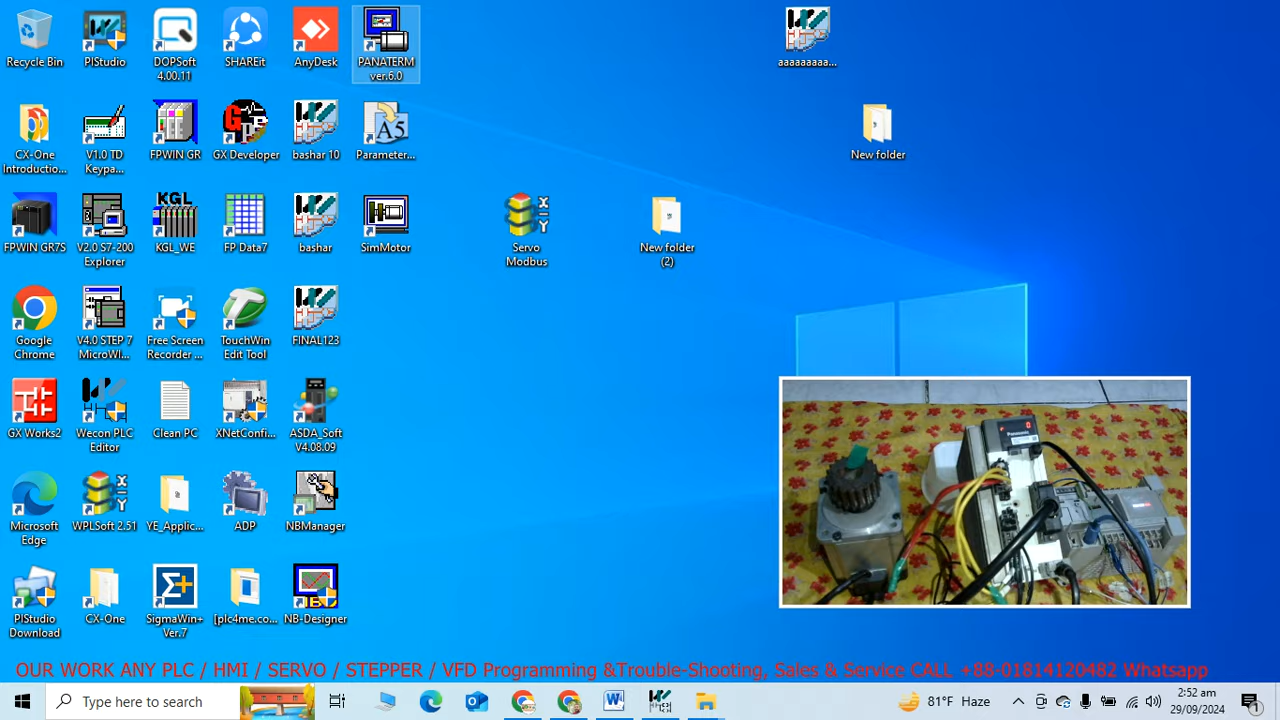 Recycle Bin
PIStudio
DOPSoft 4.00.11
SHAREit
AnyDesk
PANATERM ver.6.0
aaaaaaaaa...
CX-One Introductio...
V1.0 TD Keypa...
FPWIN GR
GX Developer
bashar 10
Parameter...
New folder
FPWIN GR7S
V2.0 S7-200 Explorer
KGL_WE
FP Data7
bashar
SimMotor
Servo Modbus
New folder (2)
Google Chrome
V4.0 STEP 7 MicroWI...
Free Screen Recorder ...
TouchWin Edit Tool
FINAL123
GX Works2
Wecon PLC Editor
Clean PC
XNetConfi...
ASDA_Soft V4.08.09
Microsoft Edge
WPLSoft 2.51
YE_Applic...
ADP
NBManager
PIStudio Download
CX-One
SigmaWin+ Ver.7
[plc4me.co...
NB-Designer
Panasonic
OUR WORK ANY PLC / HMI / SERVO / STEPPER / VFD Programming &Trouble-Shooting, Sales & Service CALL +88-01814120482 Whatsapp
Type here to search
81°F Haze
2:52 am
29/09/2024
1